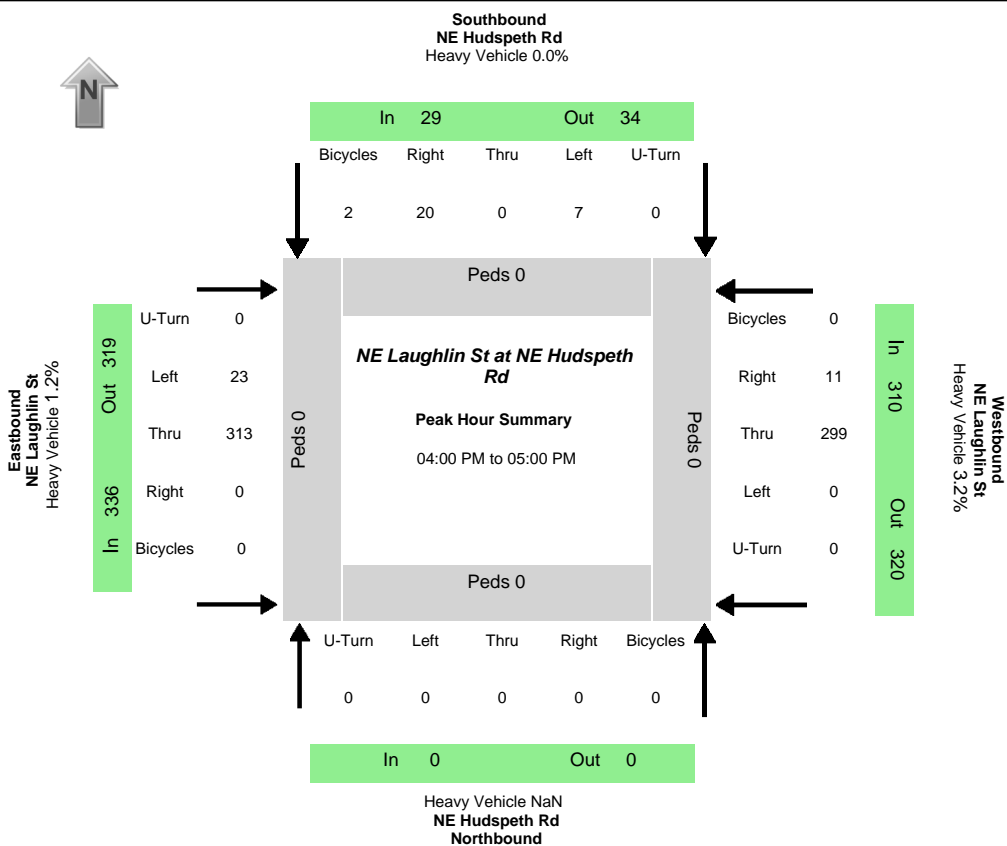 Southbound
NE Hudspeth Rd
Heavy Vehicle 0.0%
N
In 29 Out 34
Bicycles Right Thru Left U-Turn
2 20 0 7 0
Peds 0
Eastbound
NE Laughlin St
Heavy Vehicle 1.2%
In 336 Out 319
U-Turn 0
Left 23
Thru 313
Right 0
Bicycles 0
Peds 0
NE Laughlin St at NE Hudspeth
Rd
Peak Hour Summary
04:00 PM to 05:00 PM
Peds 0
Bicycles 0
Right 11
Thru 299
Left 0
U-Turn 0
In 310 Out 320
Westbound
NE Laughlin St
Heavy Vehicle 3.2%
Peds 0
U-Turn Left Thru Right Bicycles
0 0 0 0 0
In 0 Out 0
Heavy Vehicle NaN
NE Hudspeth Rd
Northbound